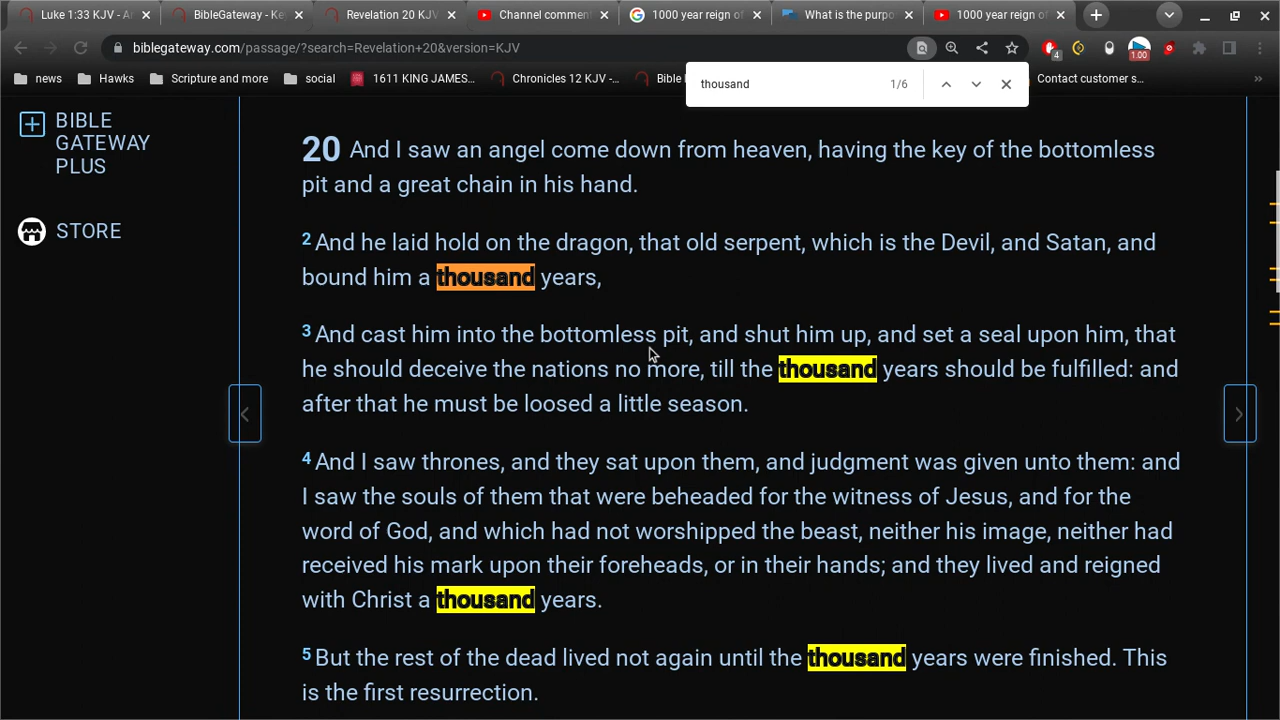 Luke 1:33 KJV - A
BibleGateway - Ke
Revelation 20 KJV
Channel commen
1000 year reign of
What is the purpo
1000 year reign of
biblegateway.com/passage/?search=Revelation+20&version=KJV
4
1.00
news
Hawks
Scripture and more
social
1611 KING JAMES...
Chronicles 12 KJV -...
Bible
Contact customer s...
»
thousand
1/6
BIBLE
GATEWAY
PLUS
STORE
20 And I saw an angel come down from heaven, having the key of the bottomless
pit and a great chain in his hand.
2 And he laid hold on the dragon, that old serpent, which is the Devil, and Satan, and
bound him a thousand years,
3 And cast him into the bottomless pit, and shut him up, and set a seal upon him, that
he should deceive the nations no more, till the thousand years should be fulfilled: and
after that he must be loosed a little season.
4 And I saw thrones, and they sat upon them, and judgment was given unto them: and
I saw the souls of them that were beheaded for the witness of Jesus, and for the
word of God, and which had not worshipped the beast, neither his image, neither had
received his mark upon their foreheads, or in their hands; and they lived and reigned
with Christ a thousand years.
5 But the rest of the dead lived not again until the thousand years were finished. This
is the first resurrection.